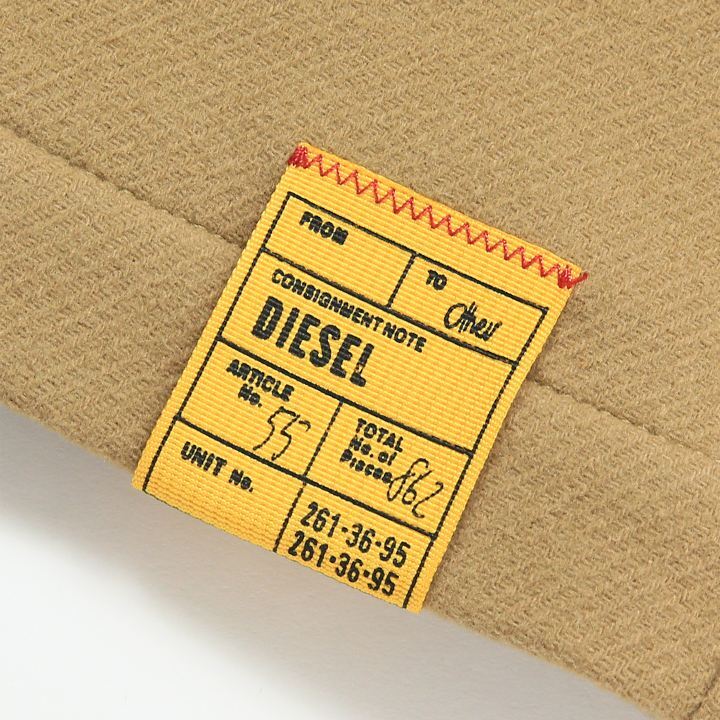 FROM
TO
Other
CONSIGNMENT NOTE
DIESEL
ARTICLE
No. 55
TOTAL
No. of
Pieces 862
UNIT No.
261-36-95
261-36-95